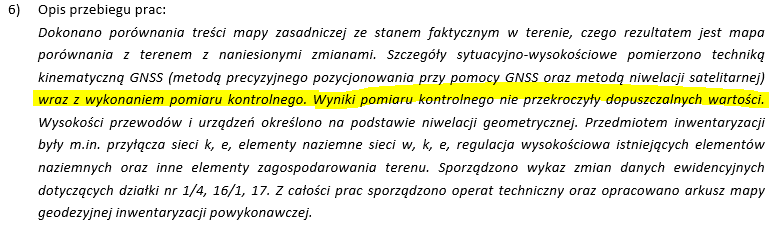 6) Opis przebiegu prac:
Dokonano porównania treści mapy zasadniczej ze stanem faktycznym w terenie, czego rezultatem jest mapa
porównania z terenem z naniesionymi zmianami. Szczegóły sytuacyjno-wysokościowe pomierzono techniką
kinematyczną GNSS (metodą precyzyjnego pozycjonowania przy pomocy GNSS oraz metodą niwelacji satelitarnej)
wraz z wykonaniem pomiaru kontrolnego. Wyniki pomiaru kontrolnego nie przekroczyły dopuszczalnych wartości.
Wysokości przewodów i urządzeń określono na podstawie niwelacji geometrycznej. Przedmiotem inwentaryzacji
były m.in. przyłącza sieci k, e, elementy naziemne sieci w, k, e, regulacja wysokościowa istniejących elementów
naziemnych oraz inne elementy zagospodarowania terenu. Sporządzono wykaz zmian danych ewidencyjnych
dotyczących działki nr 1/4, 16/1, 17. Z całości prac sporządzono operat techniczny oraz opracowano arkusz mapy
geodezyjnej inwentaryzacji powykonawczej.